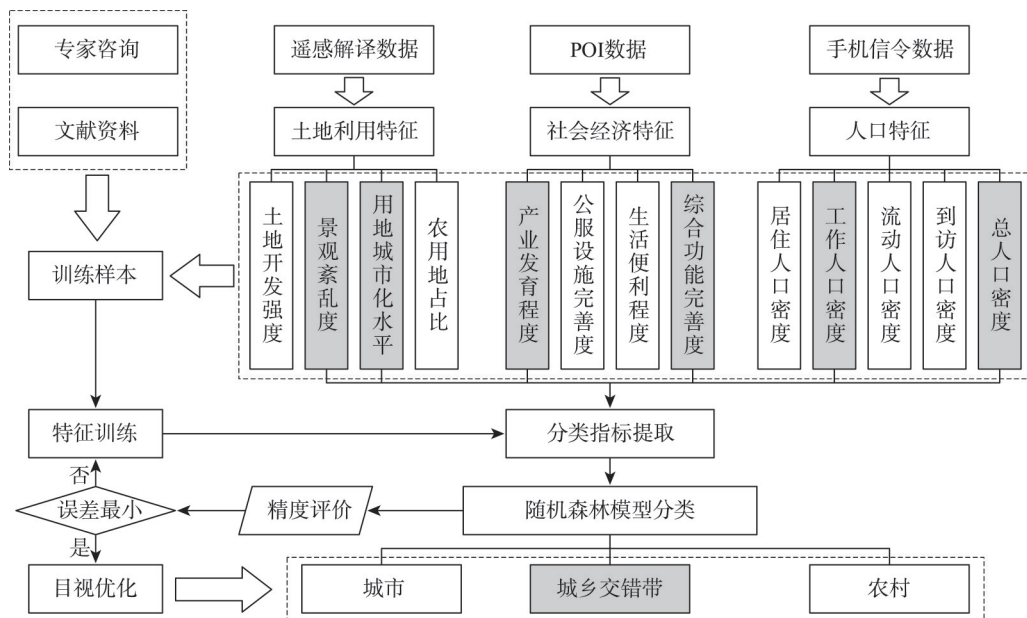 专家咨询
遥感解译数据
POI数据
手机信令数据
文献资料
土地利用特征
社会经济特征
人口特征
土地开发强度
景观紊乱度
用地城市化水平
农用地占比
产业发育程度
公服设施完善度
生活便利程度
综合功能完善度
居住人口密度
工作人口密度
流动人口密度
到访人口密度
总人口密度
训练样本
特征训练
分类指标提取
否
误差最小
精度评价
随机森林模型分类
是
目视优化
城市
城乡交错带
农村